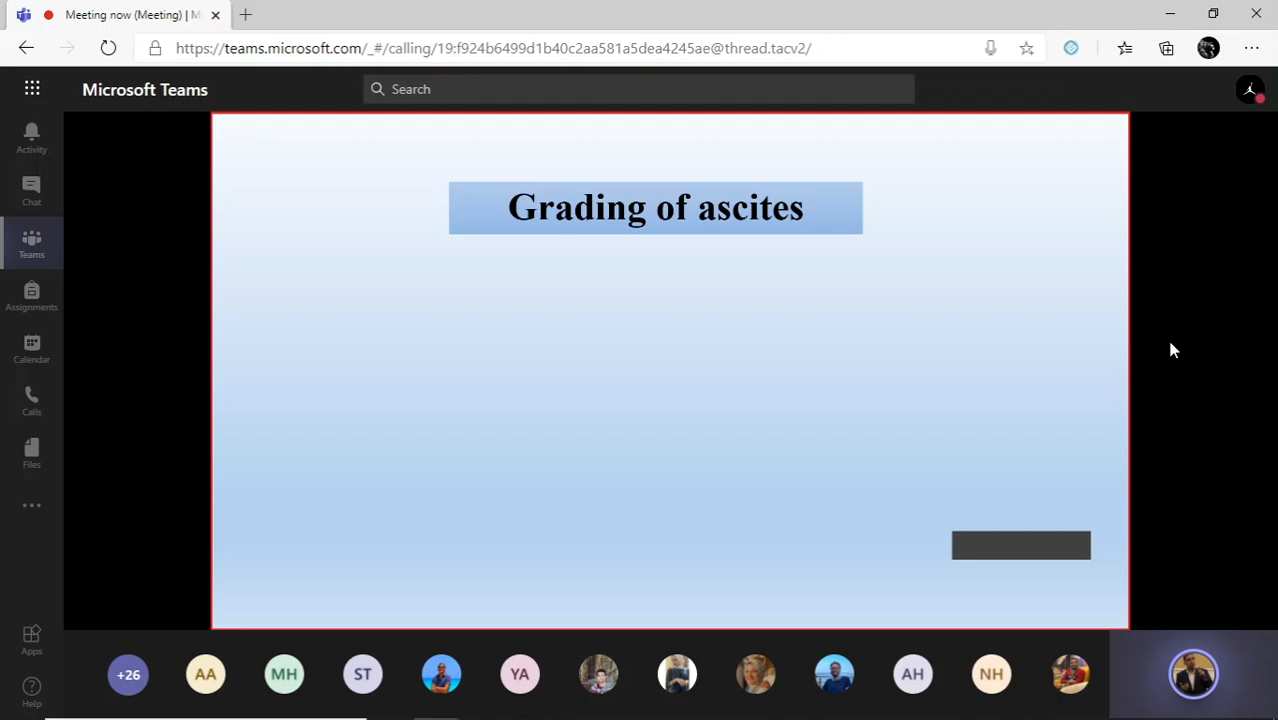 Meeting now (Meeting) | M
https://teams.microsoft.com/_#/calling/19:f924b6499d1b40c2aa581a5dea4245ae@thread.tacv2/
Microsoft Teams
Search
Activity
Chat
Teams
Assignments
Calendar
Calls
Files
Apps
Help
Grading of ascites
+26
AA
MH
ST
YA
AH
NH